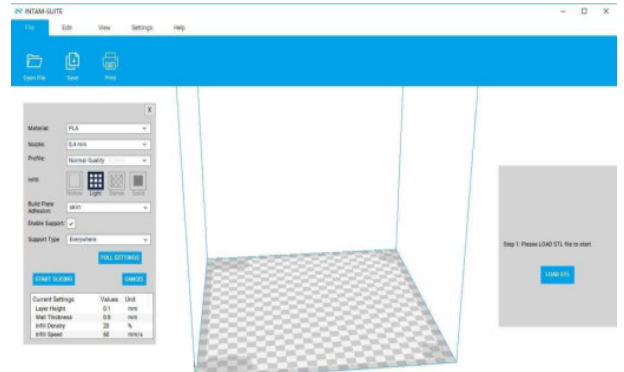 INTAM-SUITE
File Edit View Settings Help
Open File Save Print
X
Material: PLA
Nozzle: 0.4 mm
Profile: Normal Quality
Infill:
Hollow Light Dense Solid
Build Plate Adhesion: skirt
Enable Support:
Support Type Everywhere
FULL SETTINGS
START SLICING CANCEL
Current Settings Values Unit
Layer Height 0.1 mm
Wall Thickness 0.8 mm
Infill Density 20 %
Infill Speed 60 mm/s
Step 1: Please LOAD STL file to start
LOAD STL